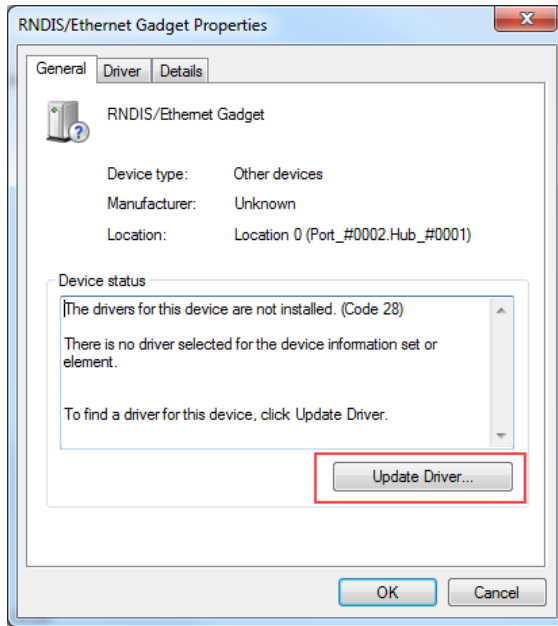 RNDIS/Ethernet Gadget Properties
General Driver Details
RNDIS/Ethernet Gadget
Device type: Other devices
Manufacturer: Unknown
Location: Location 0 (Port_#0002.Hub_#0001)
Device status
The drivers for this device are not installed. (Code 28)
There is no driver selected for the device information set or
element.
To find a driver for this device, click Update Driver.
Update Driver...
OK Cancel